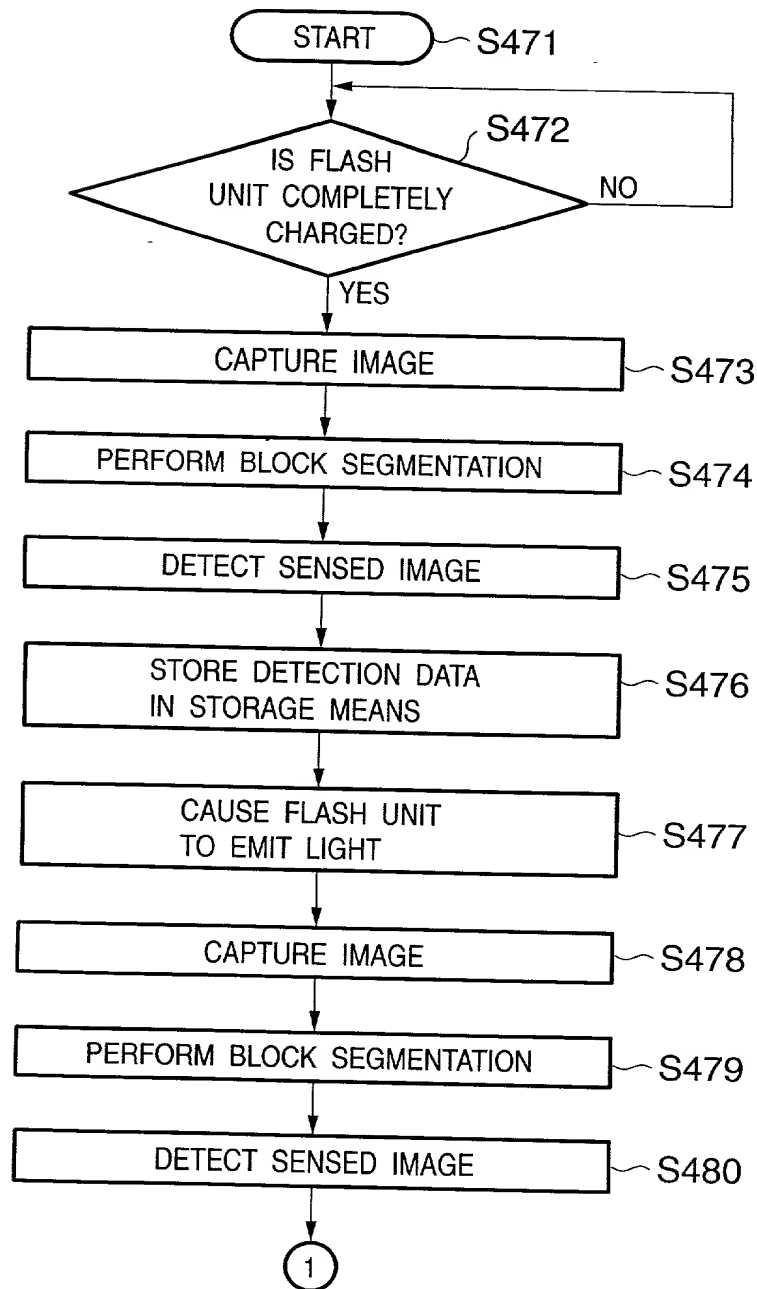 START
S471
S472
IS FLASH
UNIT COMPLETELY
CHARGED?
NO
YES
CAPTURE IMAGE
S473
PERFORM BLOCK SEGMENTATION
S474
DETECT SENSED IMAGE
S475
STORE DETECTION DATA
IN STORAGE MEANS
S476
CAUSE FLASH UNIT
TO EMIT LIGHT
S477
CAPTURE IMAGE
S478
PERFORM BLOCK SEGMENTATION
S479
DETECT SENSED IMAGE
S480
1